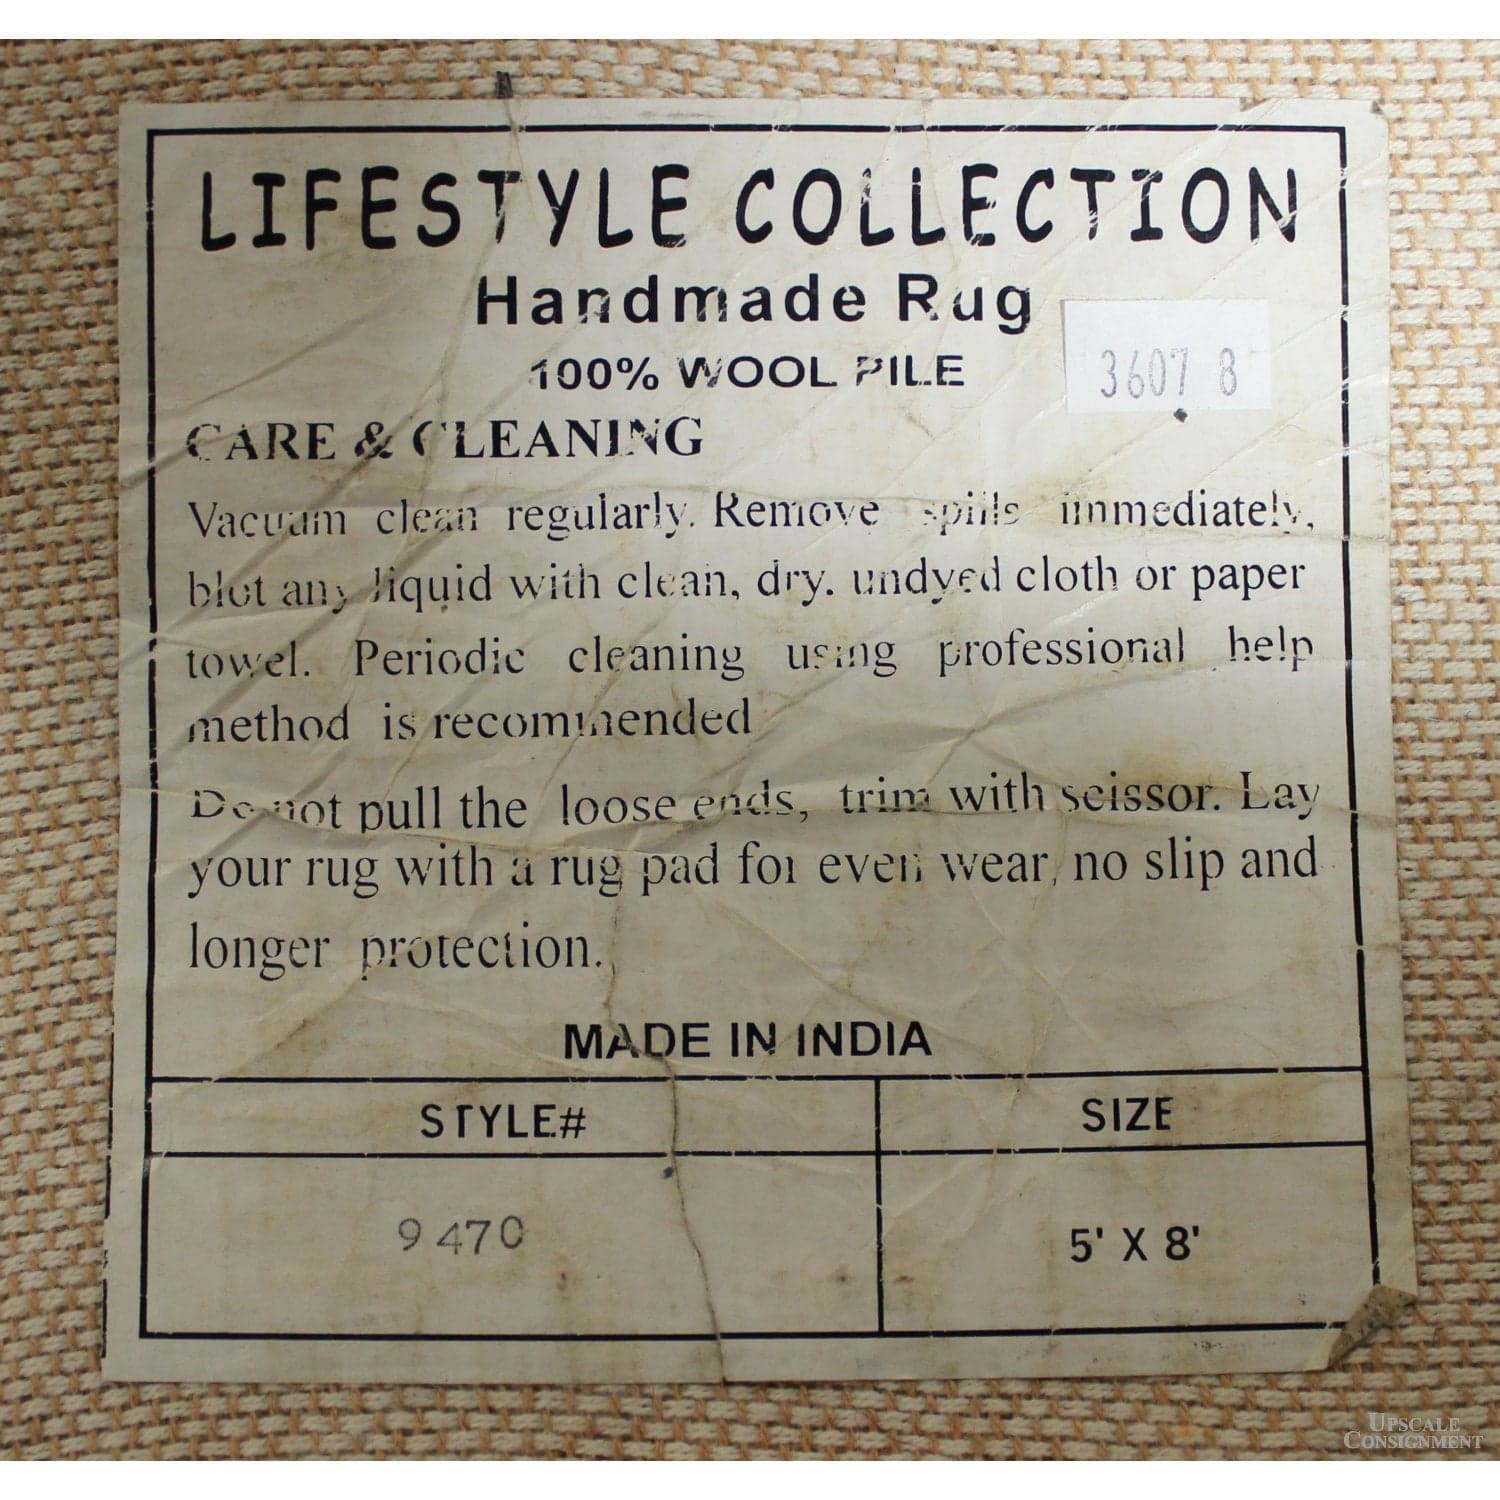 LIFESTYLE COLLECTION
Handmade Rug
100% WOOL PILE
3607 8
CARE & CLEANING
Vacuum clean regularly. Remove spills immediately,
blot any liquid with clean, dry. undyed cloth or paper
towel. Periodic cleaning using professional help
method is recommended
Do not pull the loose ends, trim with scissor. Lay
your rug with a rug pad for even wear, no slip and
longer protection.
MADE IN INDIA
STYLE# SIZE
9470 5' X 8'
UPSCALE
CONSIGNMENT